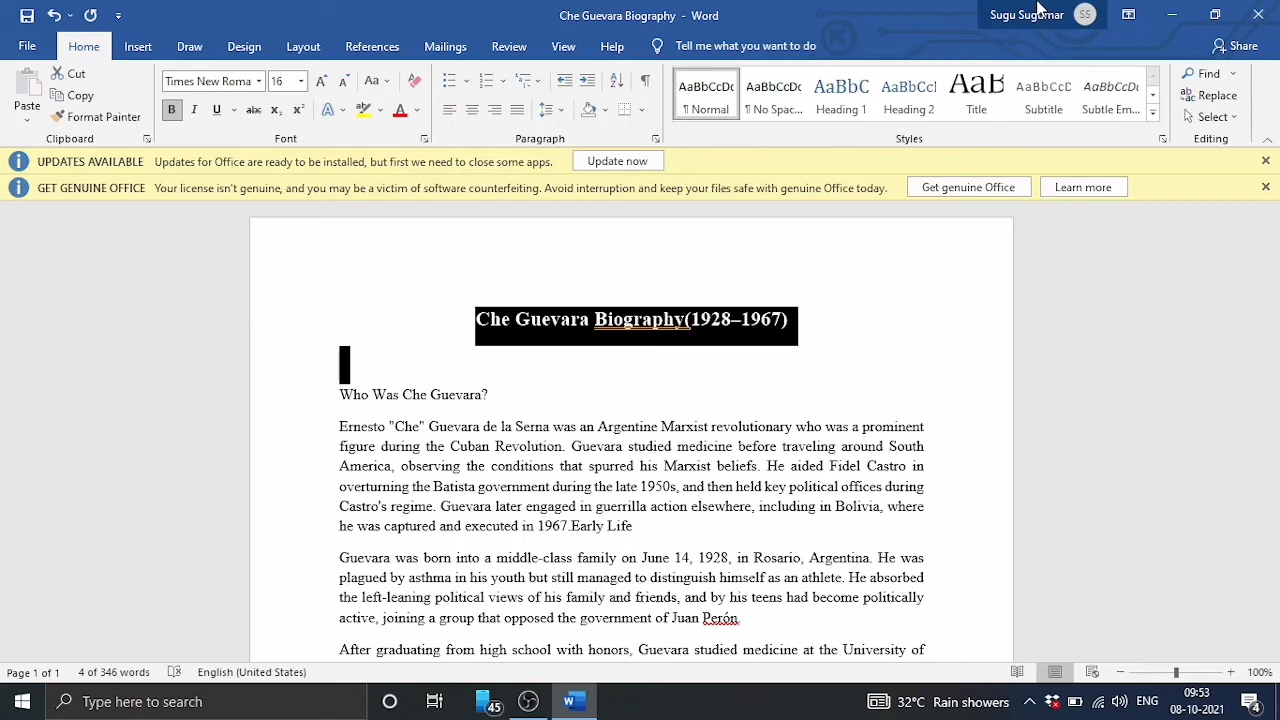 Che Guevara Biography - Word
Sugu Sugumar SS
File Home Insert Draw Design Layout References Mailings Review View Help Tell me what you want to do Share
Paste
Cut
Copy
Format Painter
Clipboard
Times New Roma 16
Aa
B I U abc x₂ x² A A
Font
Paragraph
AaBbCcDc AaBbCcDc AaBbC AaBbCc AaB AaBbCcD AaBbCcDı
¶ Normal ¶ No Spac... Heading 1 Heading 2 Title Subtitle Subtle Em...
Styles
Find
Replace
Select
Editing
UPDATES AVAILABLE Updates for Office are ready to be installed, but first we need to close some apps. Update now
GET GENUINE OFFICE Your license isn't genuine, and you may be a victim of software counterfeiting. Avoid interruption and keep your files safe with genuine Office today. Get genuine Office Learn more
Che Guevara Biography(1928–1967)
Who Was Che Guevara?
Ernesto "Che" Guevara de la Serna was an Argentine Marxist revolutionary who was a prominent
figure during the Cuban Revolution. Guevara studied medicine before traveling around South
America, observing the conditions that spurred his Marxist beliefs. He aided Fidel Castro in
overturning the Batista government during the late 1950s, and then held key political offices during
Castro's regime. Guevara later engaged in guerrilla action elsewhere, including in Bolivia, where
he was captured and executed in 1967.Early Life
Guevara was born into a middle-class family on June 14, 1928, in Rosario, Argentina. He was
plagued by asthma in his youth but still managed to distinguish himself as an athlete. He absorbed
the left-leaning political views of his family and friends, and by his teens had become politically
active, joining a group that opposed the government of Juan Perón.
After graduating from high school with honors, Guevara studied medicine at the University of
Page 1 of 1 4 of 346 words English (United States) 100%
Type here to search
45
32°C Rain showers ENG
09:53
08-10-2021
4